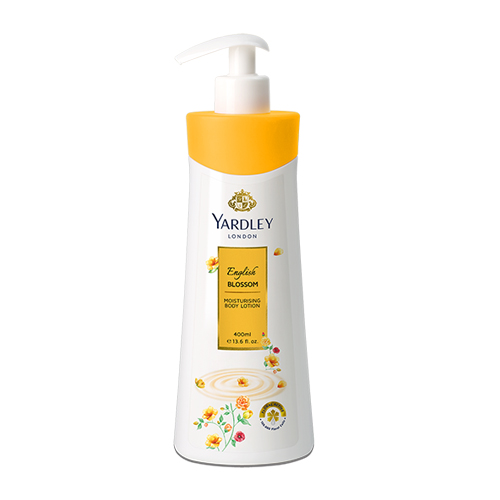 YARDLEY
LONDON
English
BLOSSOM
MOISTURISING
BODY LOTION
400ml
℮13.6 fl. oz.